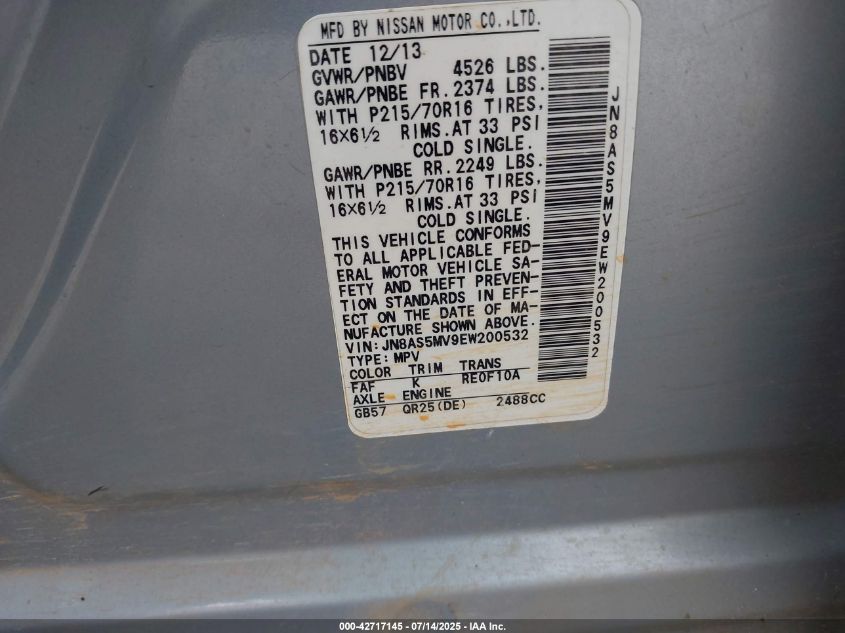 MFD BY NISSAN MOTOR CO.,LTD.
DATE 12/13
GVWR/PNBV 4526 LBS.
GAWR/PNBE FR. 2374 LBS.
WITH P215/70R16 TIRES,
16X6½ RIMS. AT 33 PSI
COLD SINGLE.
GAWR/PNBE RR. 2249 LBS.
WITH P215/70R16 TIRES,
16X6½ RIMS. AT 33 PSI
COLD SINGLE.
THIS VEHICLE CONFORMS
TO ALL APPLICABLE FED-
ERAL MOTOR VEHICLE SA-
FETY AND THEFT PREVEN-
TION STANDARDS IN EFF-
ECT ON THE DATE OF MA-
NUFACTURE SHOWN ABOVE.
VIN: JN8AS5MV9EW200532
TYPE: MPV
COLOR TRIM TRANS
FAF K RE0F10A
AXLE ENGINE
GB57 QR25(DE) 2488CC
JN8AS5MV9EW200532
000-42717145 - 07/14/2025 - IAA Inc.